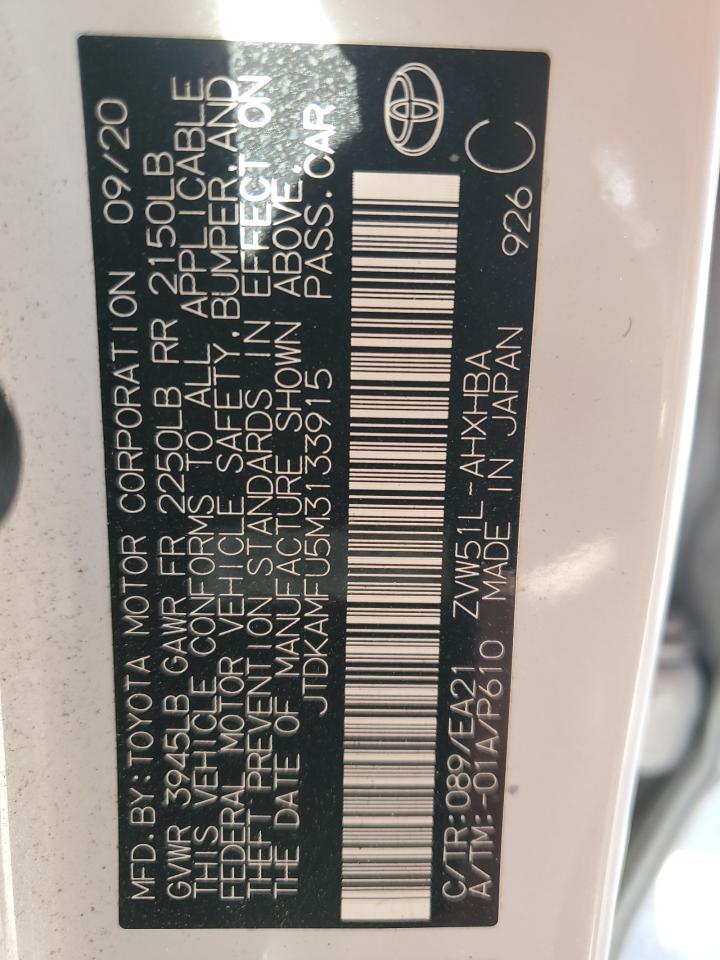 MFD.BY:TOYOTA MOTOR CORPORATION 09/20
GVWR 3945LB GAWR FR 2250LB RR 2150LB
THIS VEHICLE CONFORMS TO ALL APPLICABLE
FEDERAL MOTOR VEHICLE SAFETY, BUMPER, AND
THEFT PREVENTION STANDARDS IN EFFECT ON
THE DATE OF MANUFACTURE SHOWN ABOVE.
JTDKAMFU5M3133915 PASS.CAR
C/TR:089/EA21 ZVW51L-AHXHBA
A/TM:-01A/P610 MADE IN JAPAN 926 C